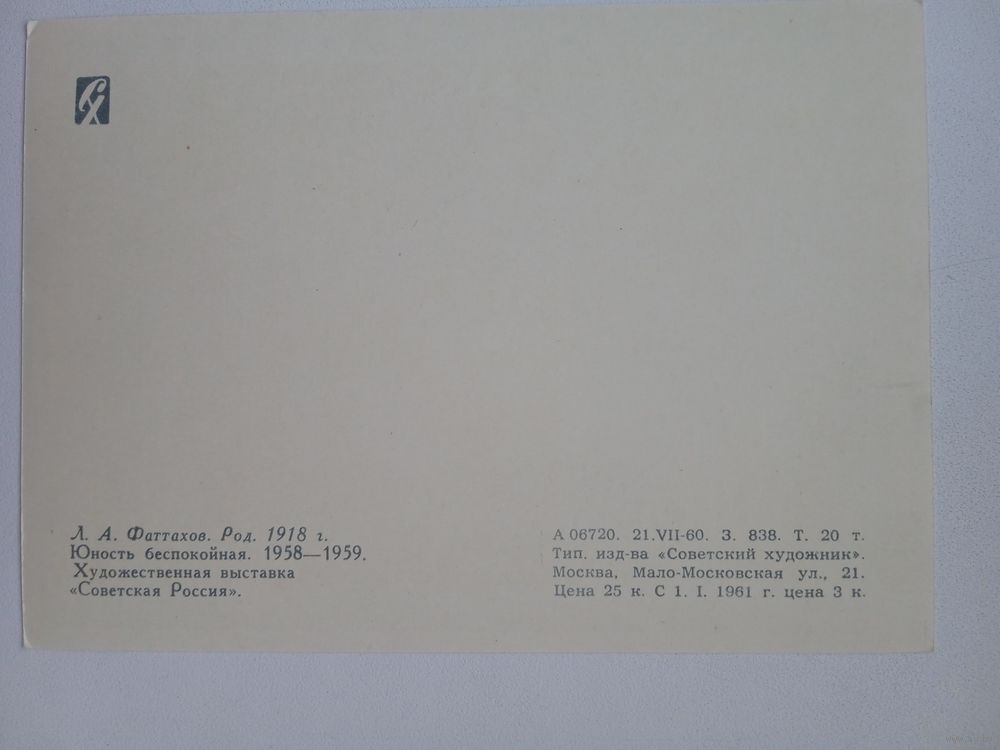 СХ
Л. А. Фаттахов. Род. 1918 г.
Юность беспокойная. 1958—1959.
Художественная выставка
«Советская Россия».
А 06720. 21.VII-60. З. 838. Т. 20 т.
Тип. изд-ва «Советский художник».
Москва, Мало-Московская ул., 21.
Цена 25 к. С 1. I. 1961 г. цена 3 к.